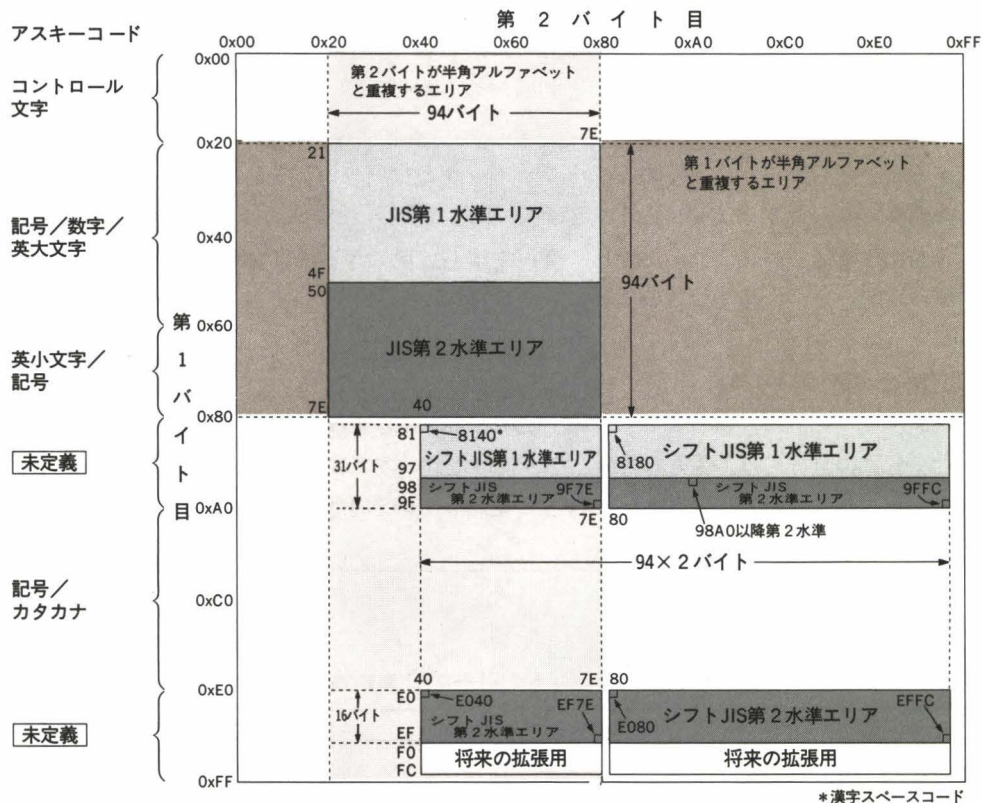 第2バイト目
アスキーコード
0x00 0x20 0x40 0x60 0x80 0xA0 0xC0 0xE0 0xFF
0x00
コントロール
文字
第2バイトが半角アルファベット
と重複するエリア
94バイト
7E
0x20
21
第1バイトが半角アルファベット
と重複するエリア
JIS第1水準エリア
記号/数字/
英大文字
0x40
4F
50
94バイト
第1バイト目
0x60
JIS第2水準エリア
英小文字/
記号
7E
40
0x80
81
8140*
シフトJIS第1水準エリア
シフトJIS第1水準エリア
8180
31バイト
未定義
97
98
シフトJIS
第2水準エリア
9F7E
シフトJIS
第2水準エリア
9FFC
9F
0xA0
7E
80
98A0以降第2水準
94×2バイト
記号/
カタカナ
0xC0
40
7E
80
0xE0
E0
E040
EF7E
シフトJIS
第2水準エリア
E080
シフトJIS第2水準エリア
EFFC
16バイト
未定義
EF
F0
将来の拡張用
将来の拡張用
FC
0xFF
*漢字スペースコード